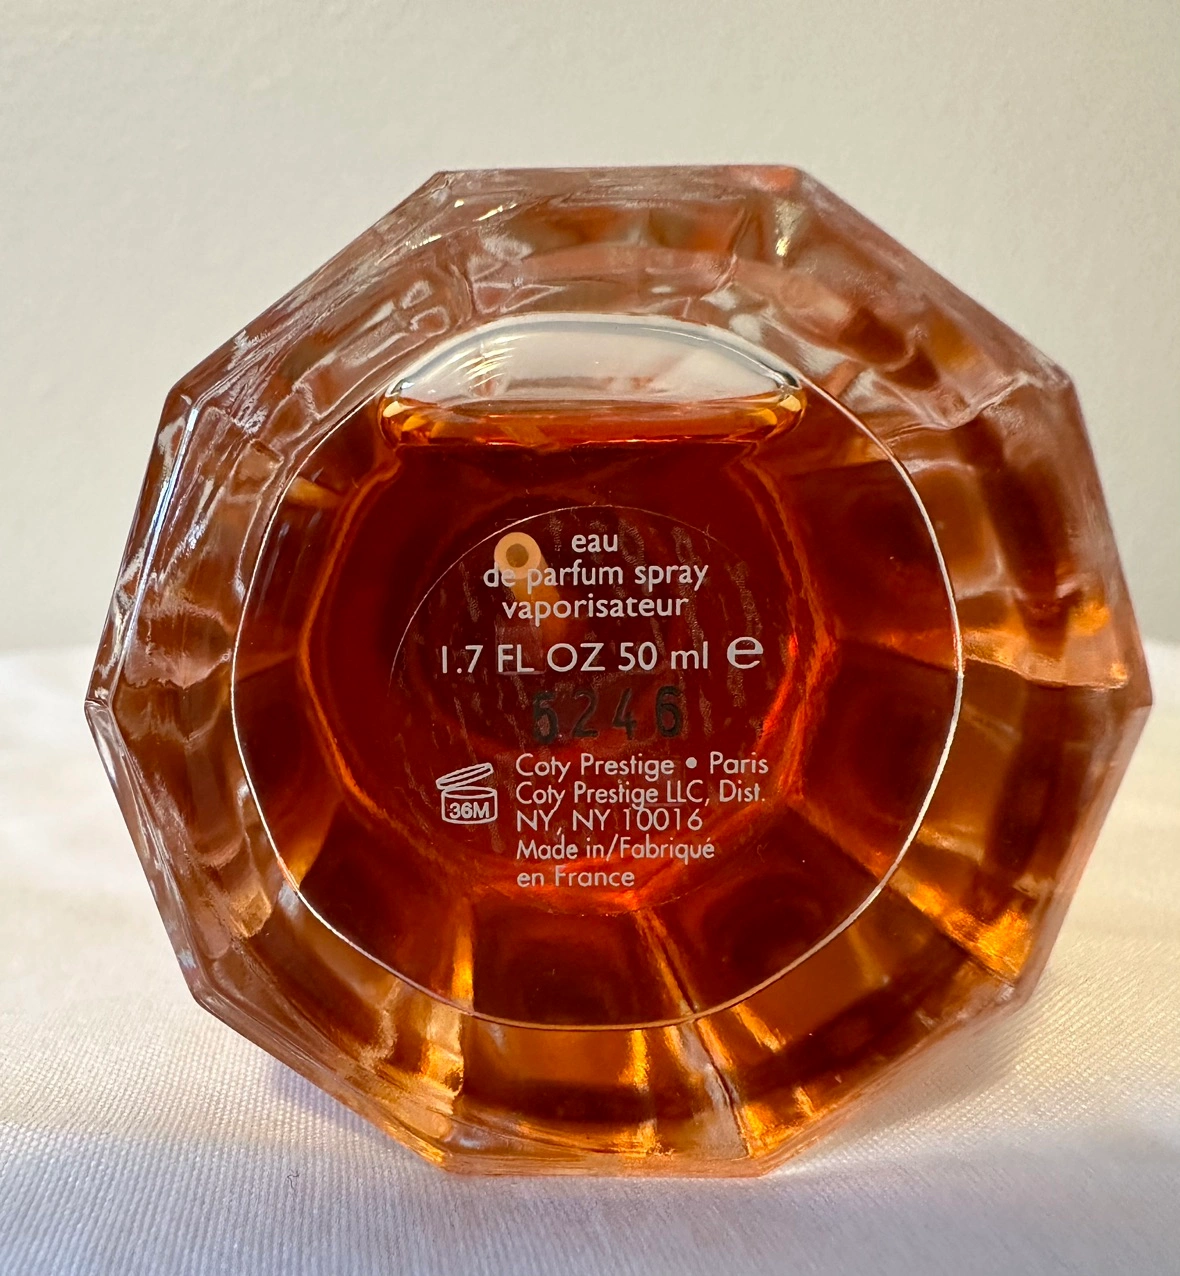 eau
de parfum spray
vaporisateur
1.7 FL OZ 50 ml e
6246
36M
Coty Prestige • Paris
Coty Prestige LLC, Dist.
NY, NY 10016
Made in/Fabriqué
en France